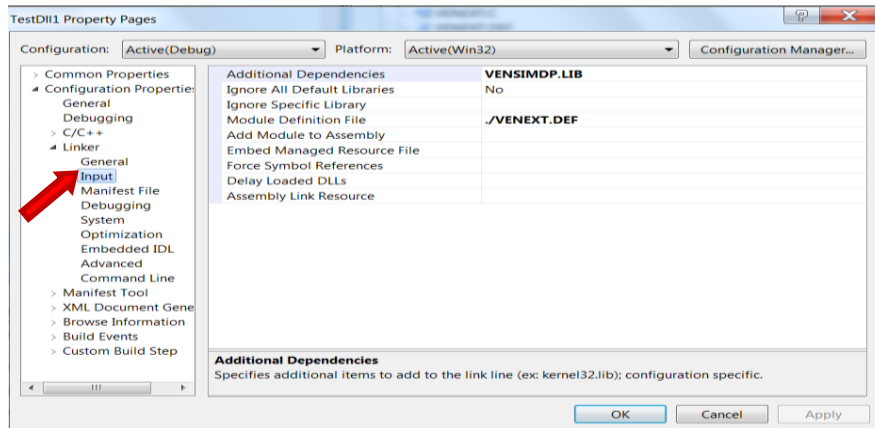 TestDll1 Property Pages
Configuration: Active(Debug) Platform: Active(Win32) Configuration Manager...
Common Properties
Configuration Propertie
General
Debugging
C/C++
Linker
General
Input
Manifest File
Debugging
System
Optimization
Embedded IDL
Advanced
Command Line
Manifest Tool
XML Document Gene
Browse Information
Build Events
Custom Build Step
Additional Dependencies VENSIMDP.LIB
Ignore All Default Libraries No
Ignore Specific Library
Module Definition File ./VENEXT.DEF
Add Module to Assembly
Embed Managed Resource File
Force Symbol References
Delay Loaded DLLs
Assembly Link Resource
Additional Dependencies
Specifies additional items to add to the link line (ex: kernel32.lib); configuration specific.
OK Cancel Apply